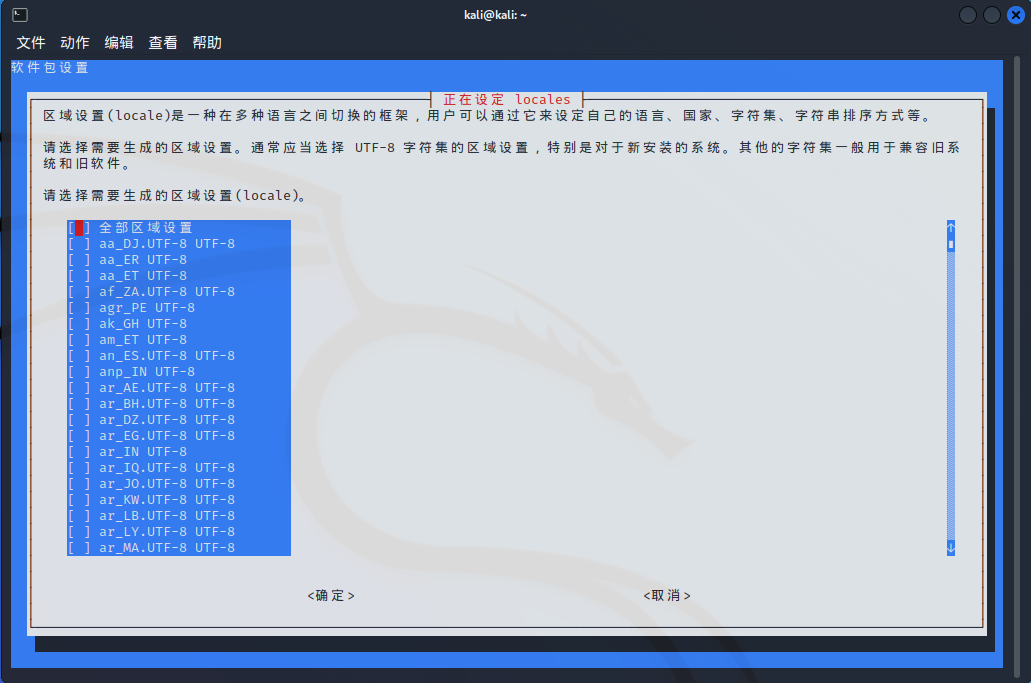 kali@kali: ~
文件 动作 编辑 查看 帮助
软件包设置
正在设定 locales
区域设置(locale)是一种在多种语言之间切换的框架，用户可以通过它来设定自己的语言、国家、字符集、字符串排序方式等。
请选择需要生成的区域设置。通常应当选择 UTF-8 字符集的区域设置，特别是对于新安装的系统。其他的字符集一般用于兼容旧系
统和旧软件。
请选择需要生成的区域设置(locale)。
[ ] 全部区域设置
[ ] aa_DJ.UTF-8 UTF-8
[ ] aa_ER UTF-8
[ ] aa_ET UTF-8
[ ] af_ZA.UTF-8 UTF-8
[ ] agr_PE UTF-8
[ ] ak_GH UTF-8
[ ] am_ET UTF-8
[ ] an_ES.UTF-8 UTF-8
[ ] anp_IN UTF-8
[ ] ar_AE.UTF-8 UTF-8
[ ] ar_BH.UTF-8 UTF-8
[ ] ar_DZ.UTF-8 UTF-8
[ ] ar_EG.UTF-8 UTF-8
[ ] ar_IN UTF-8
[ ] ar_IQ.UTF-8 UTF-8
[ ] ar_JO.UTF-8 UTF-8
[ ] ar_KW.UTF-8 UTF-8
[ ] ar_LB.UTF-8 UTF-8
[ ] ar_LY.UTF-8 UTF-8
[ ] ar_MA.UTF-8 UTF-8
<确定> <取消>